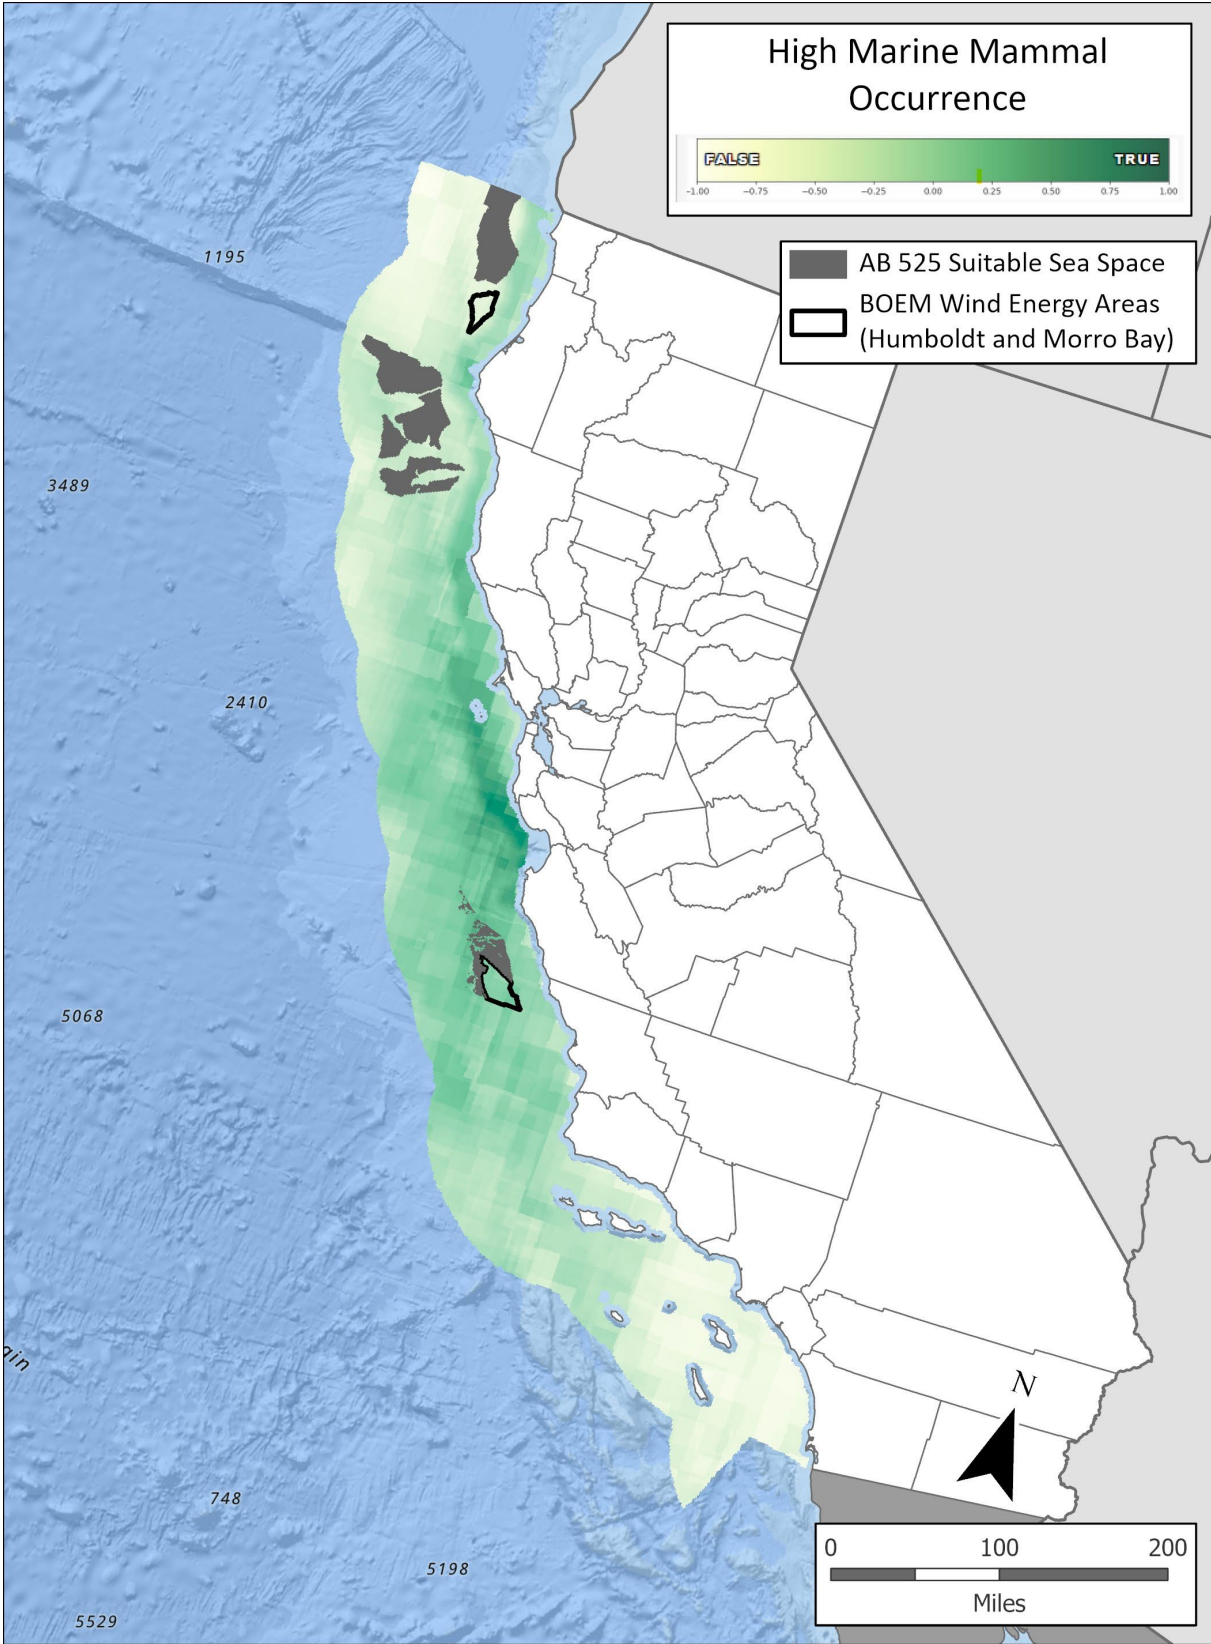 High Marine Mammal
Occurrence
FALSE TRUE
-1.00 -0.75 -0.50 -0.25 0.00 0.25 0.50 0.75 1.00
AB 525 Suitable Sea Space
BOEM Wind Energy Areas
(Humboldt and Morro Bay)
1195
3489
2410
5068
ain
N
748
5198
5529
0 100 200
Miles